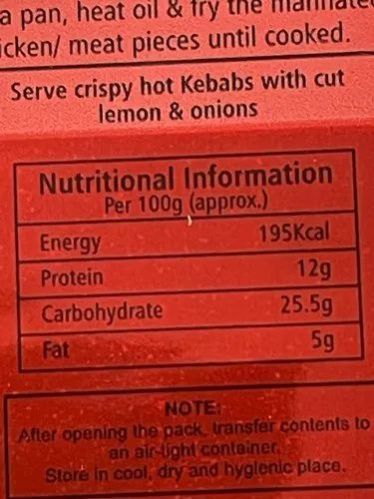 a pan, heat oil & fry the
icken/ meat pieces until cooked.
Serve crispy hot Kebabs with cut
lemon & onions
Nutritional Information
Per 100g (approx.)
Energy 195Kcal
Protein 12g
Carbohydrate 25.5g
Fat 5g
NOTE:
After opening the pack, transfer contents to
an air-tight container.
Store in cool, dry and hygienic place.